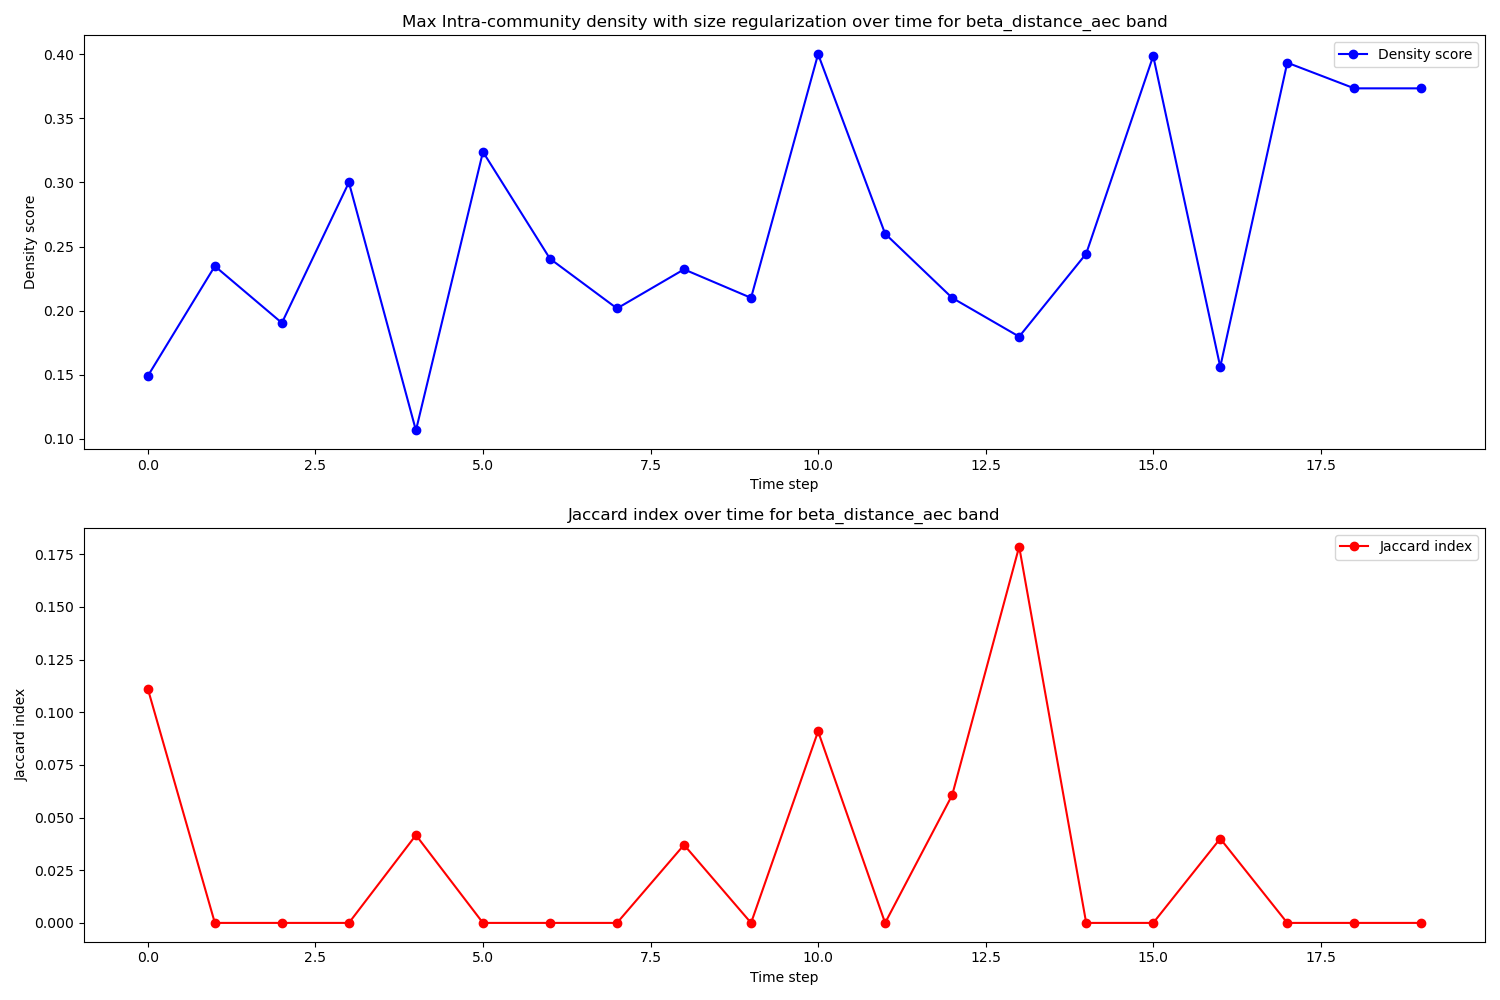 Max Intra-community density with size regularization over time for beta_distance_aec band
Density score
0.40
0.35
0.30
0.25
0.20
0.15
0.10
Density score
0.0 2.5 5.0 7.5 10.0 12.5 15.0 17.5
Time step
Jaccard index over time for beta_distance_aec band
Jaccard index
0.175
0.150
0.125
0.100
0.075
0.050
0.025
0.000
Jaccard index
0.0 2.5 5.0 7.5 10.0 12.5 15.0 17.5
Time step